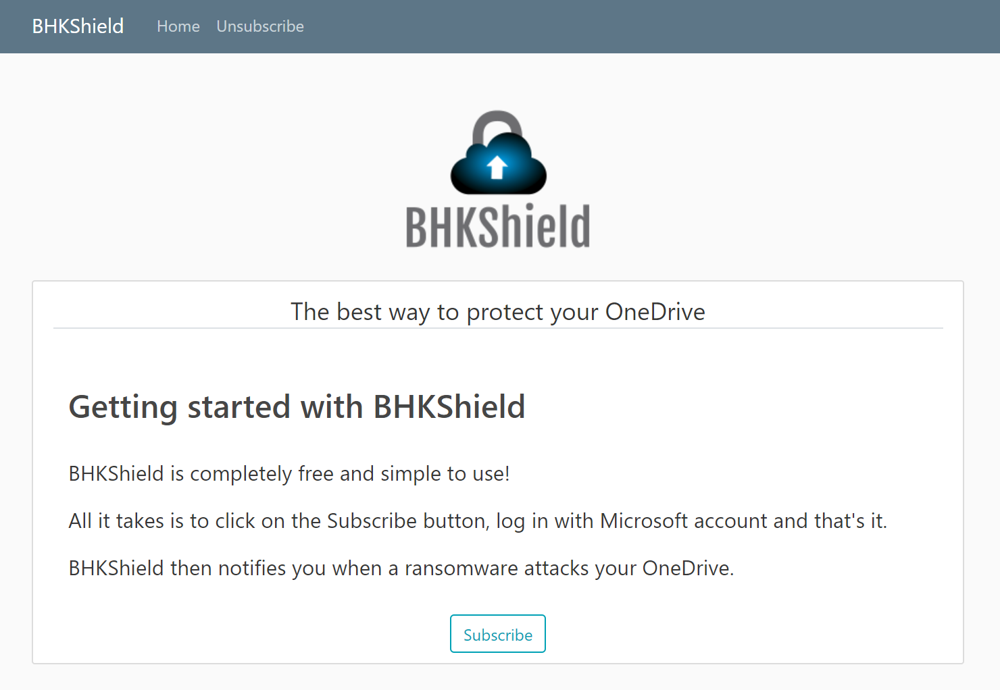 BHKShield Home Unsubscribe
BHKShield
The best way to protect your OneDrive
Getting started with BHKShield
BHKShield is completely free and simple to use!
All it takes is to click on the Subscribe button, log in with Microsoft account and that's it.
BHKShield then notifies you when a ransomware attacks your OneDrive.
Subscribe